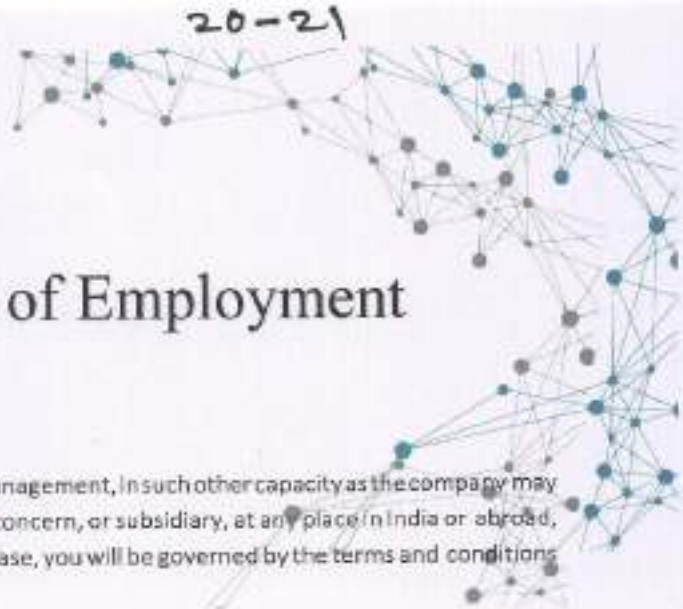 20-21
of Employment
nagement, in such other capacity as the company may
oncern, or subsidiary, at any place in India or abroad,
ase, you will be governed by the terms and conditions